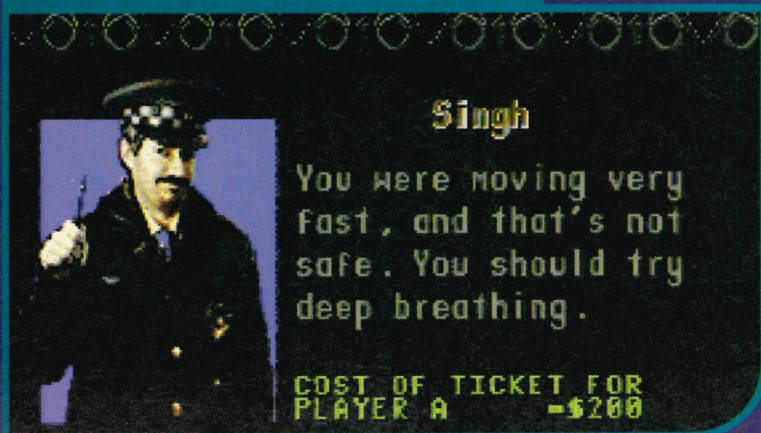 Singh
You were moving very
fast, and that's not
safe. You should try
deep breathing.
COST OF TICKET FOR
PLAYER A -$200